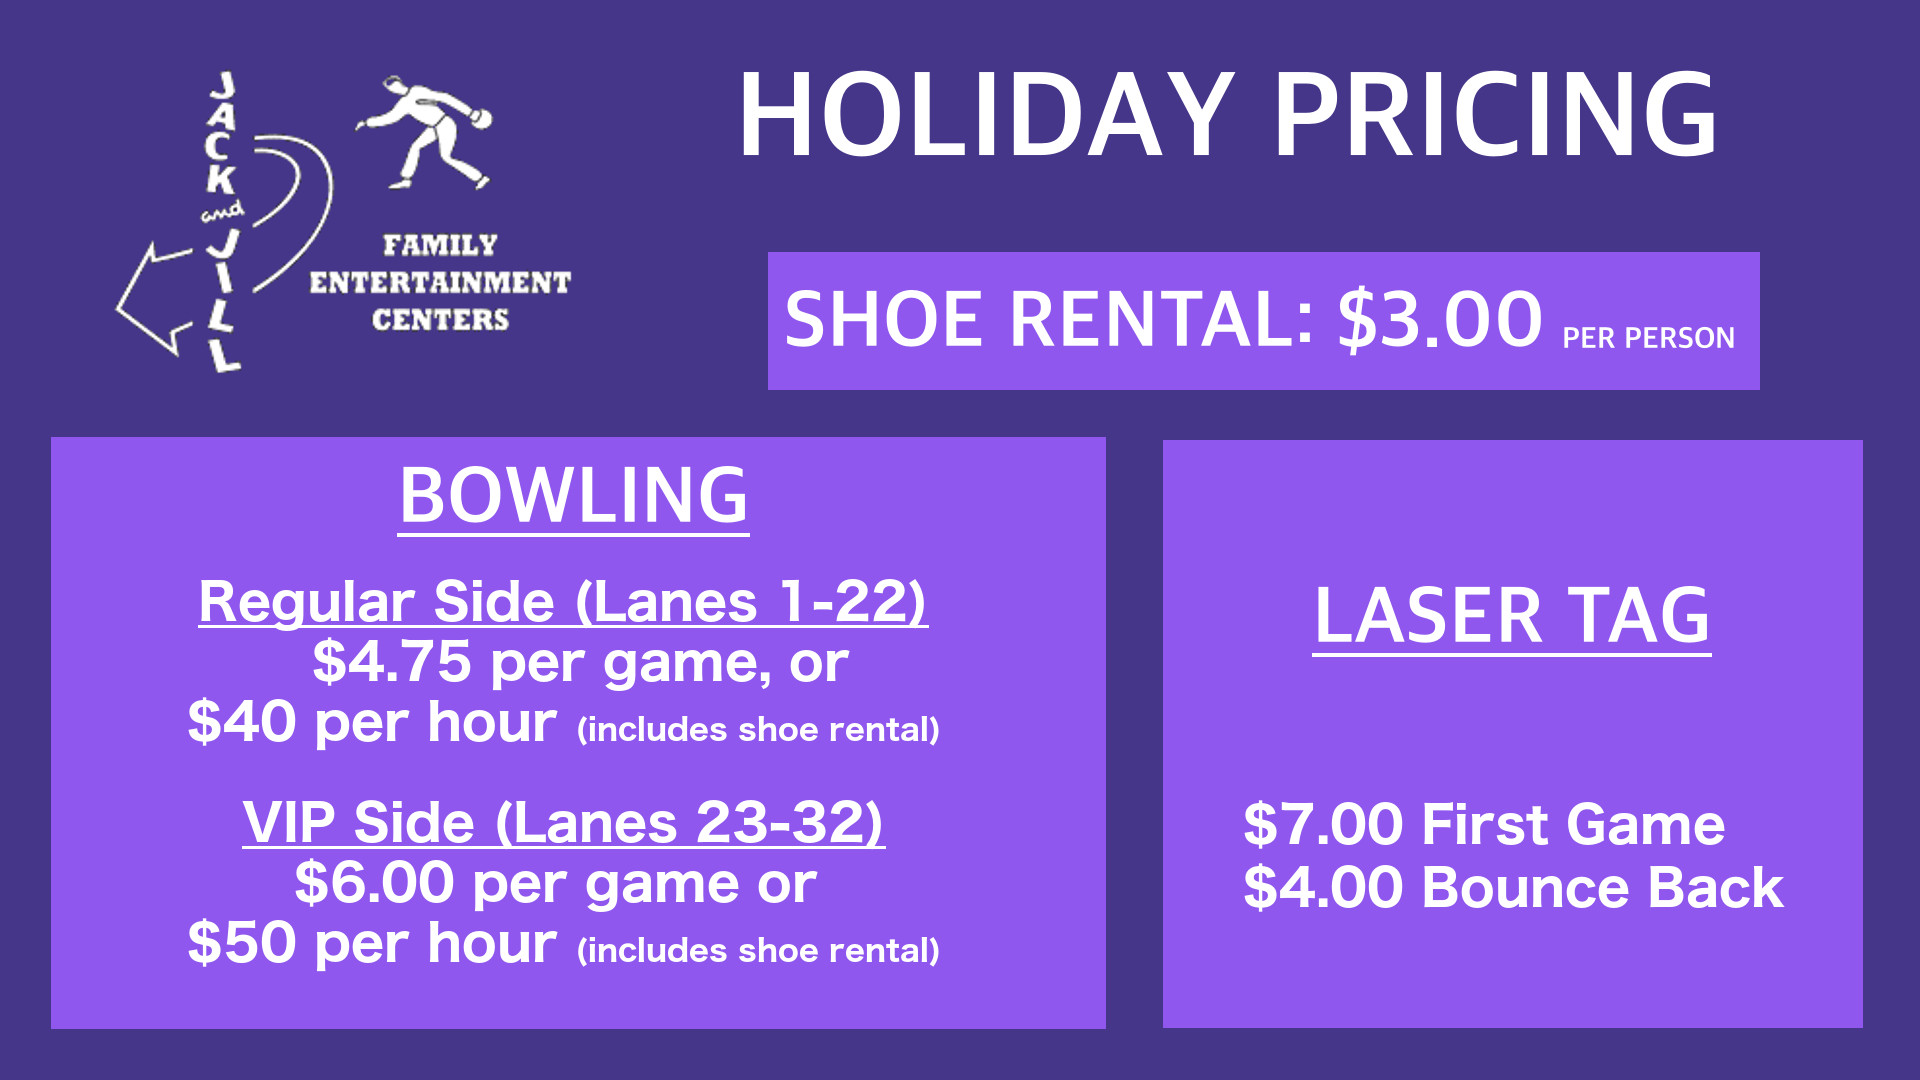 JACK
and
JILL
FAMILY
ENTERTAINMENT
CENTERS
HOLIDAY PRICING
SHOE RENTAL: $3.00 PER PERSON
BOWLING
Regular Side (Lanes 1-22)
$4.75 per game, or
$40 per hour (includes shoe rental)
VIP Side (Lanes 23-32)
$6.00 per game or
$50 per hour (includes shoe rental)
LASER TAG
$7.00 First Game
$4.00 Bounce Back